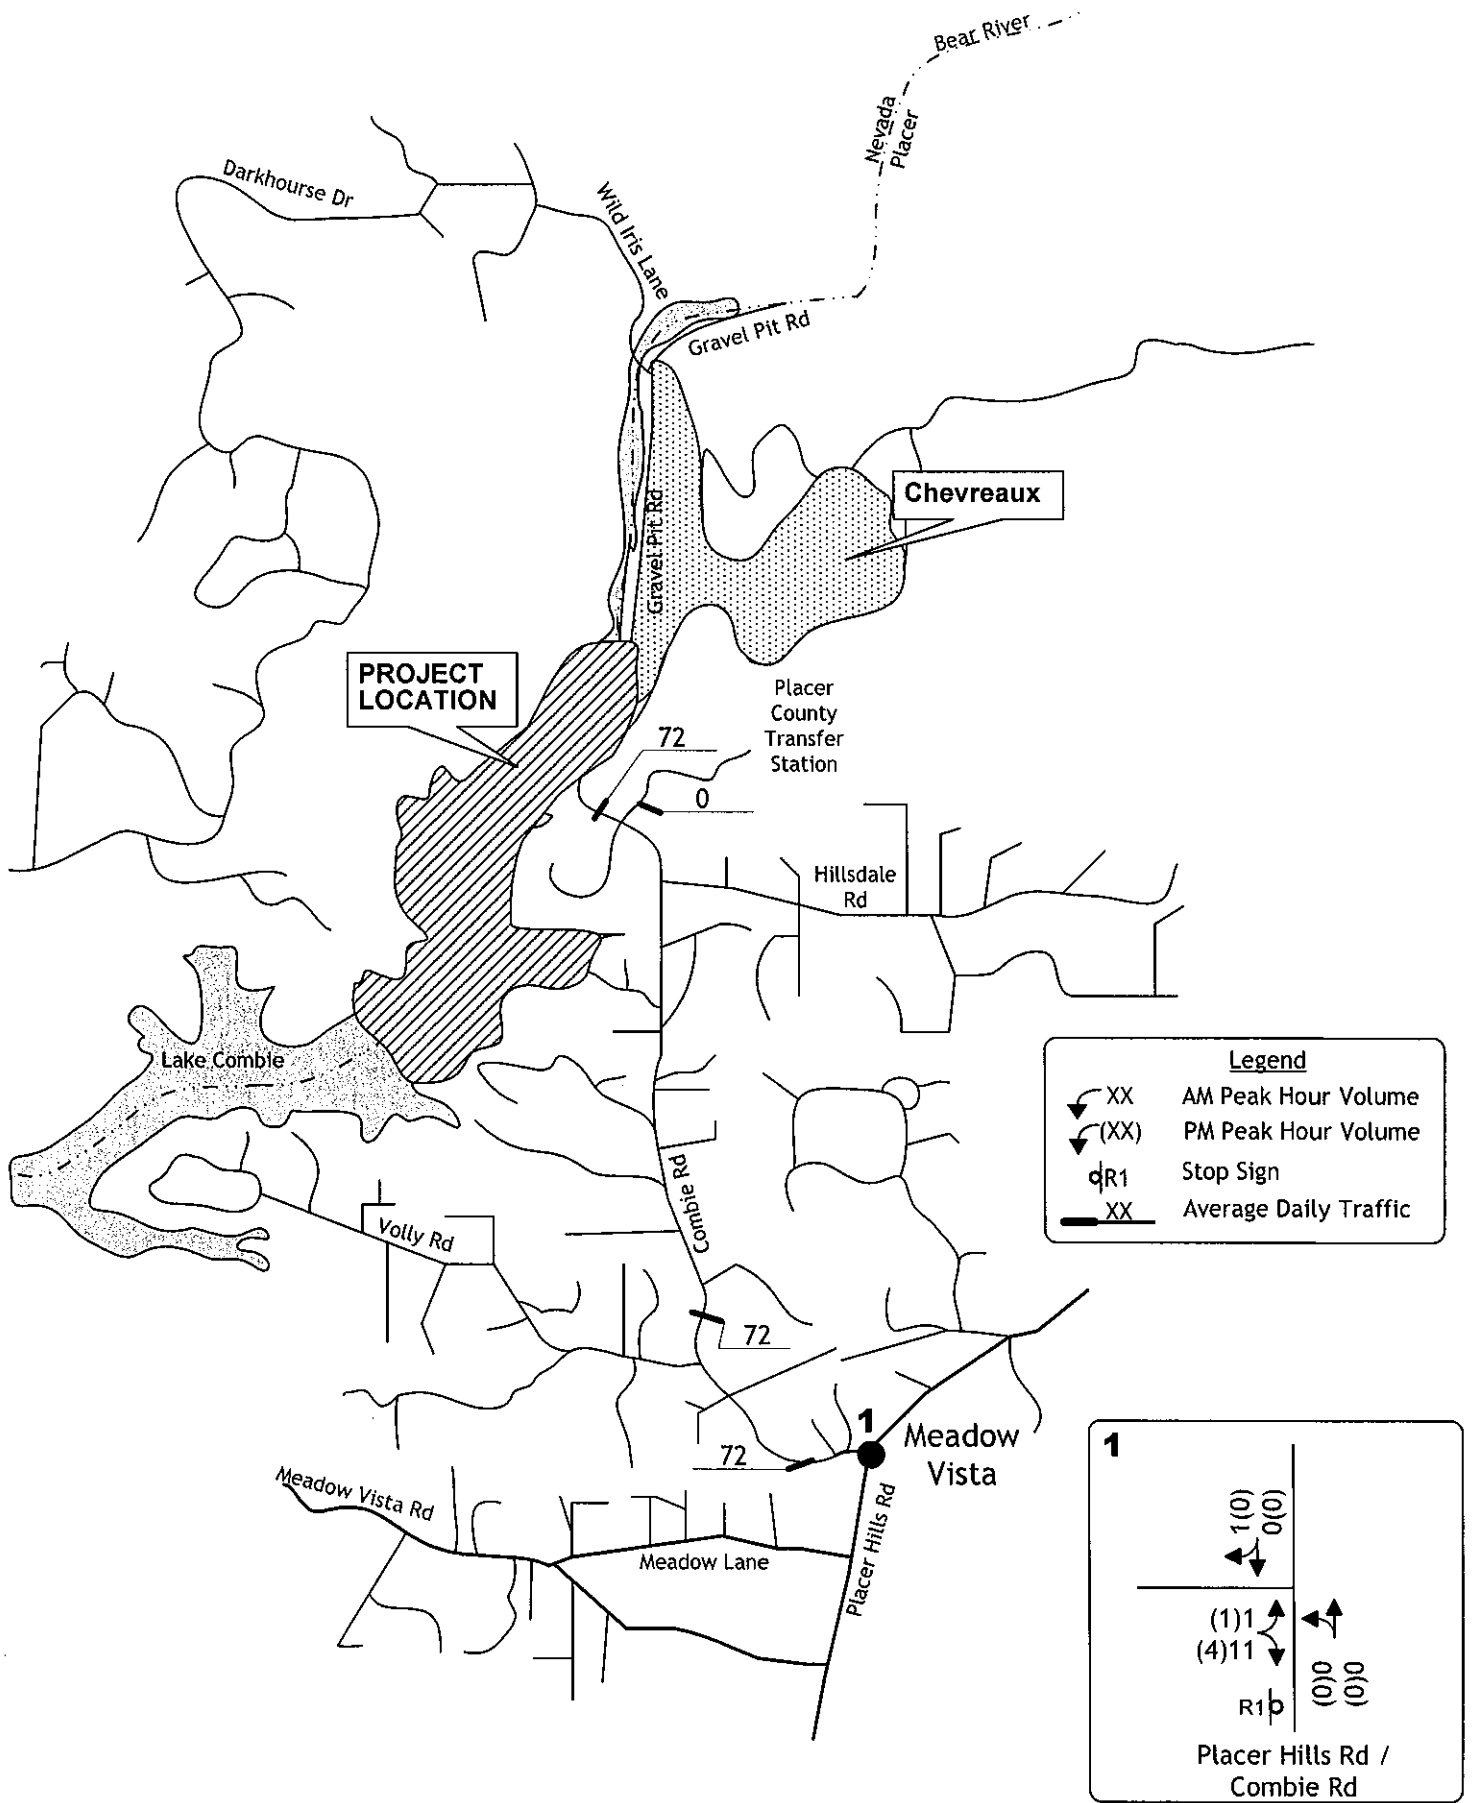 Bear River
Nevada
Placer
Darkhourse Dr
Wild Iris Lane
Gravel Pit Rd
Chevreaux
Gravel Pit Rd
PROJECT
LOCATION
Placer
County
Transfer
Station
72
0
Hillsdale
Rd
Lake Combie
Legend
XX AM Peak Hour Volume
(XX) PM Peak Hour Volume
R1 Stop Sign
XX Average Daily Traffic
Combie Rd
Volly Rd
72
1
Meadow
Vista
72
Meadow Vista Rd
Placer Hills Rd
Meadow Lane
1
1(0)
0(0)
(1)1
(4)11
(0)0
(0)0
R1
Placer Hills Rd /
Combie Rd